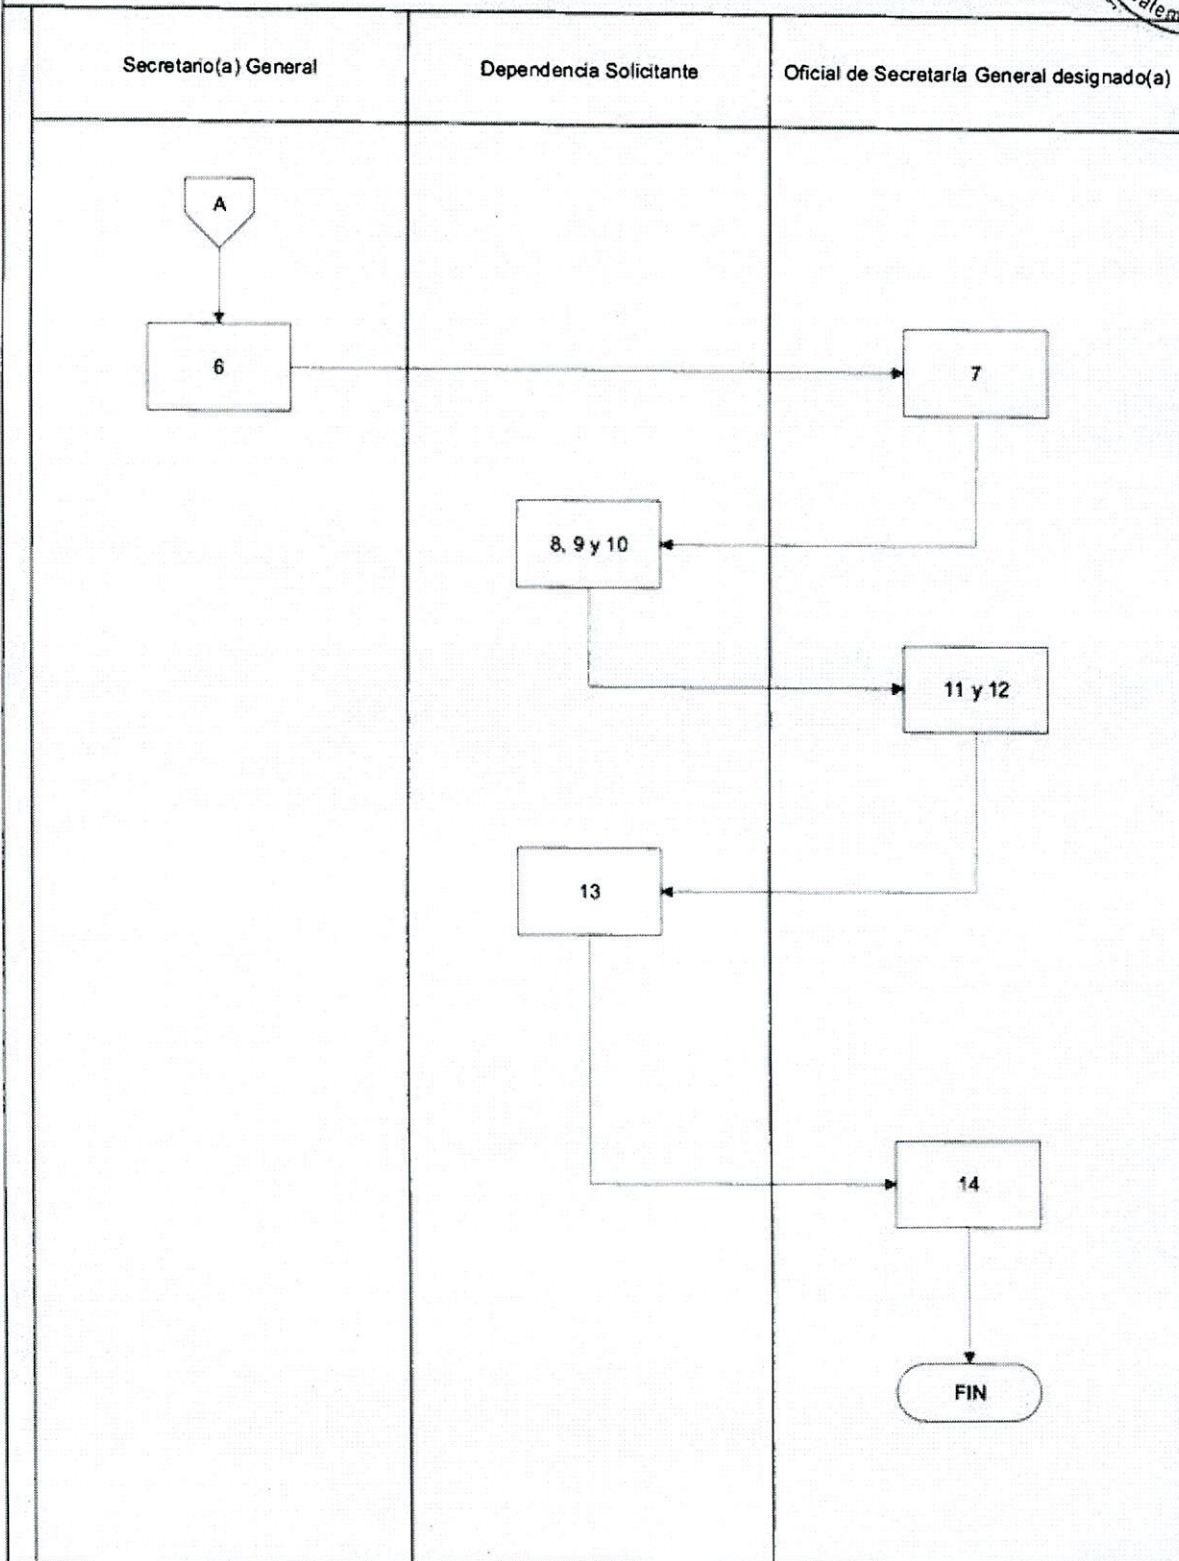 Secretario(a) General
Dependencia Solicitante
Oficial de Secretaría General designado(a)
A
6
7
8, 9 y 10
11 y 12
13
14
FIN